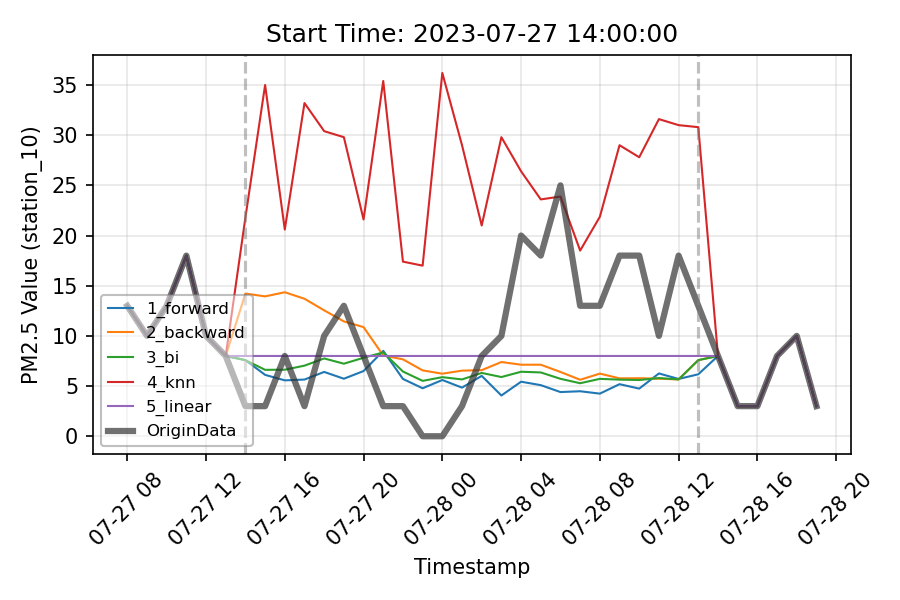 Start Time: 2023-07-27 14:00:00
PM2.5 Value (station_10)
35
30
25
20
15
10
5
0
1_forward
2_backward
3_bi
4_knn
5_linear
OriginData
07-27 08
07-27 12
07-27 16
07-27 20
07-28 00
07-28 04
07-28 08
07-28 12
07-28 16
07-28 20
Timestamp